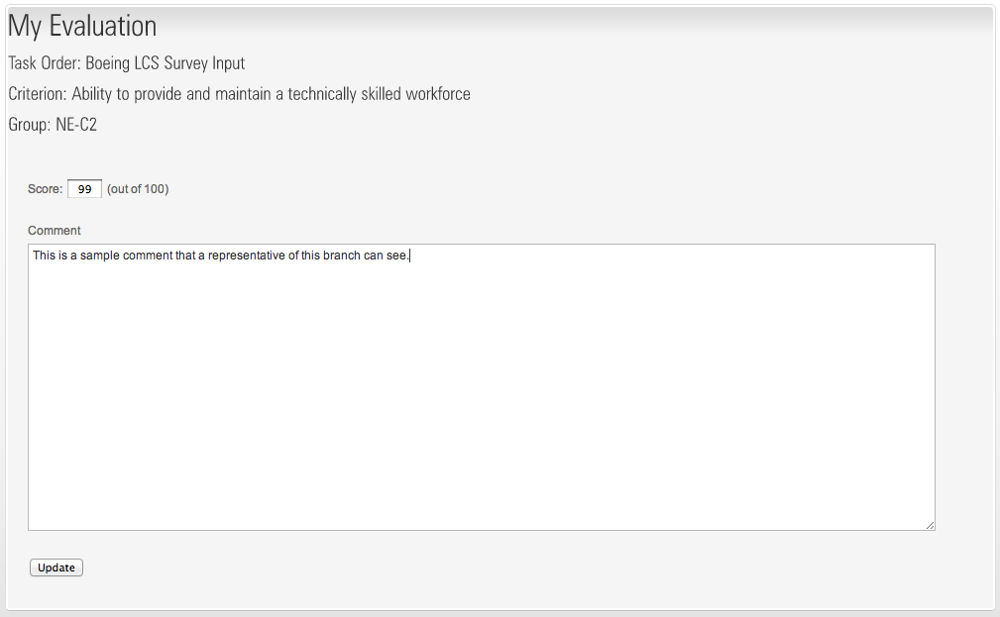 My Evaluation
Task Order: Boeing LCS Survey Input
Criterion: Ability to provide and maintain a technically skilled workforce
Group: NE-C2
Score: 99 (out of 100)
Comment
This is a sample comment that a representative of this branch can see.
Update